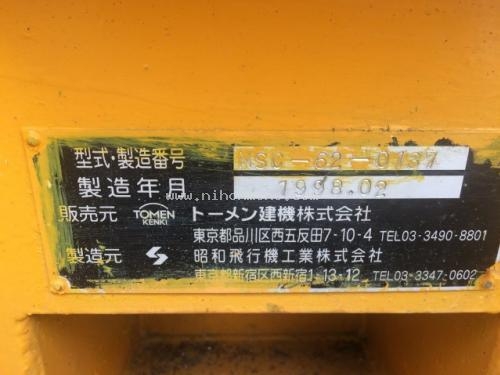 型式・製造番号 MSC-62-0137
製造年月 1998.02
販売元 TOMEN KENKI トーメン建機株式会社
東京都品川区西五反田7-10-4 TEL03-3490-8801
製造元 昭和飛行機工業株式会社
東京都新宿区西新宿1-13-12 TEL03-3347-0602